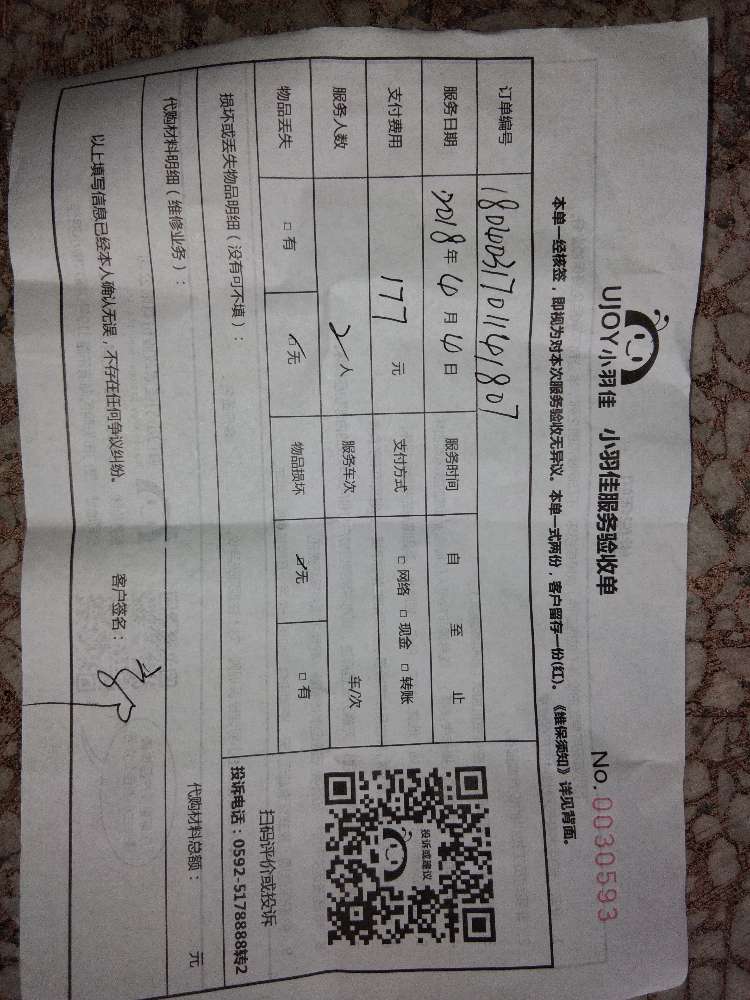 UJOY小羽佳 小羽佳服务验收单
No.0030593
本单一经核签，即视为对本次服务验收无异议。本单一式两份，客户留存一份(红)。《维保须知》详见背面。
订单编号 1804031701141807
服务日期 2018年4月4日 服务时间 自 至 止
支付费用 177元 支付方式 □网络 □现金 □转账
服务人数 2人 服务车次 车/次
物品丢失 □有 ☑无 物品损坏 ☑无 □有
投诉或建议
扫码评价或投诉
投诉电话：0592-5178888转2
损坏或丢失物品明细（没有可不填）：
代购材料明细（维修业务）： 代购材料总额： 元
以上填写信息已经本人确认无误，不存在任何争议纠纷。 客户签名：